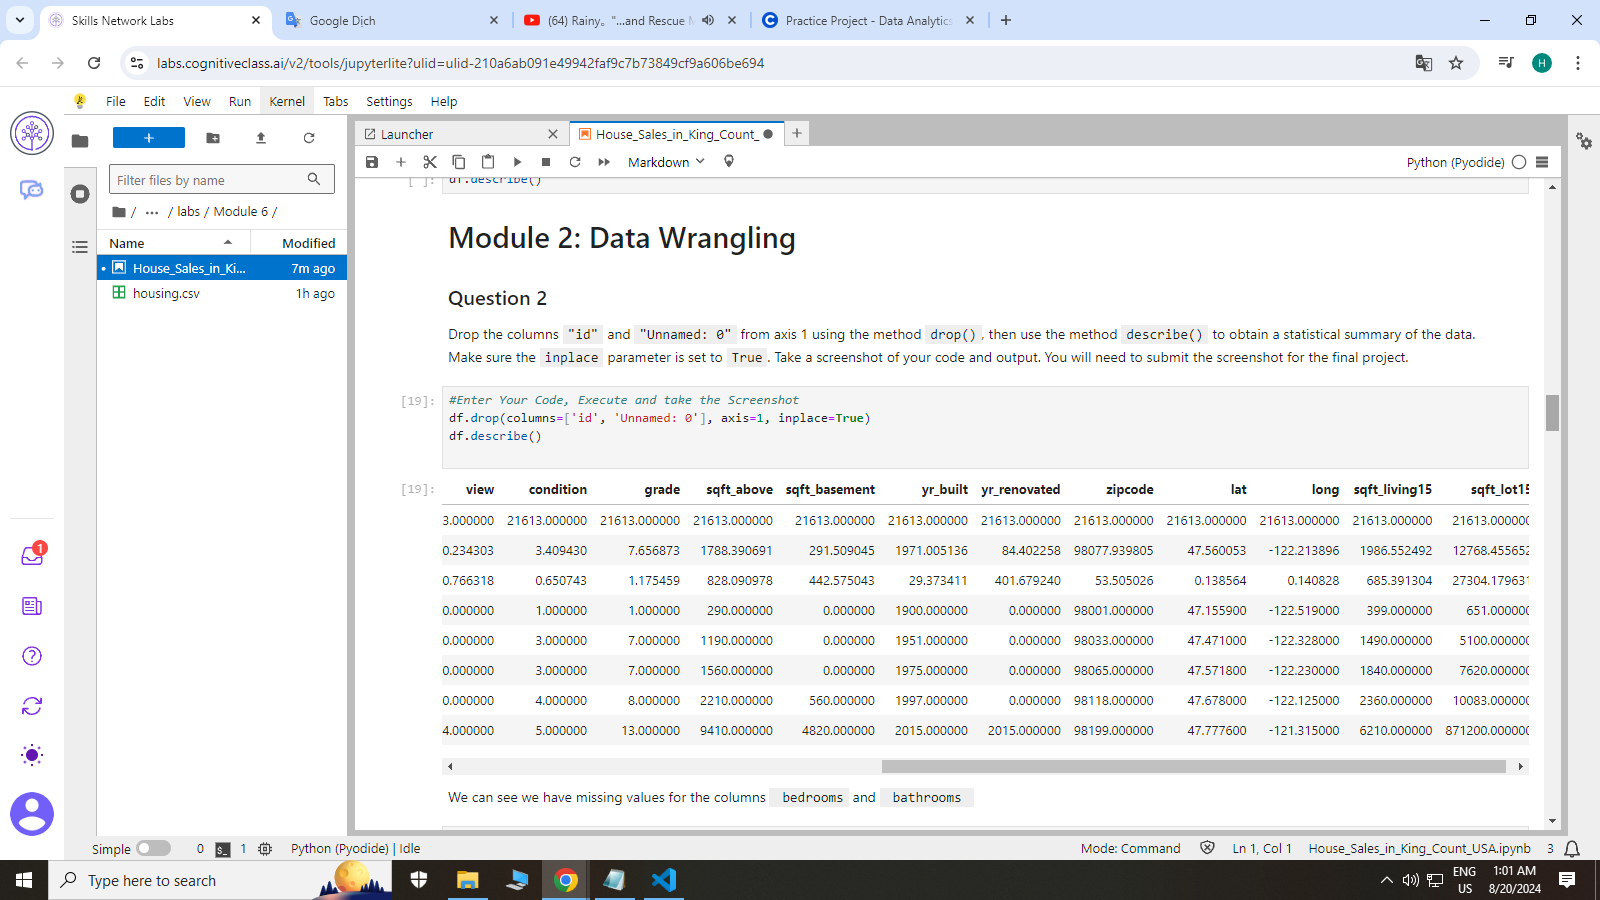 Skills Network Labs
Google Dịch
(64) Rainy。"...and Rescue M
Practice Project - Data Analytics
labs.cognitiveclass.ai/v2/tools/jupyterlite?ulid=ulid-210a6ab091e49942faf9c7b73849cf9a606be694
H
File Edit View Run Kernel Tabs Settings Help
Launcher
House_Sales_in_King_Count_
Filter files by name
Markdown
Python (Pyodide)
/ ... / labs / Module 6 /
Name Modified
House_Sales_in_Ki... 7m ago
housing.csv 1h ago
[ ]: df.describe()
Module 2: Data Wrangling
Question 2
Drop the columns "id" and "Unnamed: 0" from axis 1 using the method drop(), then use the method describe() to obtain a statistical summary of the data.
Make sure the inplace parameter is set to True. Take a screenshot of your code and output. You will need to submit the screenshot for the final project.
[19]: #Enter Your Code, Execute and take the Screenshot
df.drop(columns=['id', 'Unnamed: 0'], axis=1, inplace=True)
df.describe()
[19]: view condition grade sqft_above sqft_basement yr_built yr_renovated zipcode lat long sqft_living15 sqft_lot15
3.000000 21613.000000 21613.000000 21613.000000 21613.000000 21613.000000 21613.000000 21613.000000 21613.000000 21613.000000 21613.000000 21613.000000
0.234303 3.409430 7.656873 1788.390691 291.509045 1971.005136 84.402258 98077.939805 47.560053 -122.213896 1986.552492 12768.455652
0.766318 0.650743 1.175459 828.090978 442.575043 29.373411 401.679240 53.505026 0.138564 0.140828 685.391304 27304.179631
0.000000 1.000000 1.000000 290.000000 0.000000 1900.000000 0.000000 98001.000000 47.155900 -122.519000 399.000000 651.000000
0.000000 3.000000 7.000000 1190.000000 0.000000 1951.000000 0.000000 98033.000000 47.471000 -122.328000 1490.000000 5100.000000
0.000000 3.000000 7.000000 1560.000000 0.000000 1975.000000 0.000000 98065.000000 47.571800 -122.230000 1840.000000 7620.000000
0.000000 4.000000 8.000000 2210.000000 560.000000 1997.000000 0.000000 98118.000000 47.678000 -122.125000 2360.000000 10083.000000
4.000000 5.000000 13.000000 9410.000000 4820.000000 2015.000000 2015.000000 98199.000000 47.777600 -121.315000 6210.000000 871200.000000
We can see we have missing values for the columns bedrooms and bathrooms
1
Simple 0 1 Python (Pyodide) | Idle Mode: Command Ln 1, Col 1 House_Sales_in_King_Count_USA.ipynb 3
Type here to search
ENG
US
1:01 AM
8/20/2024